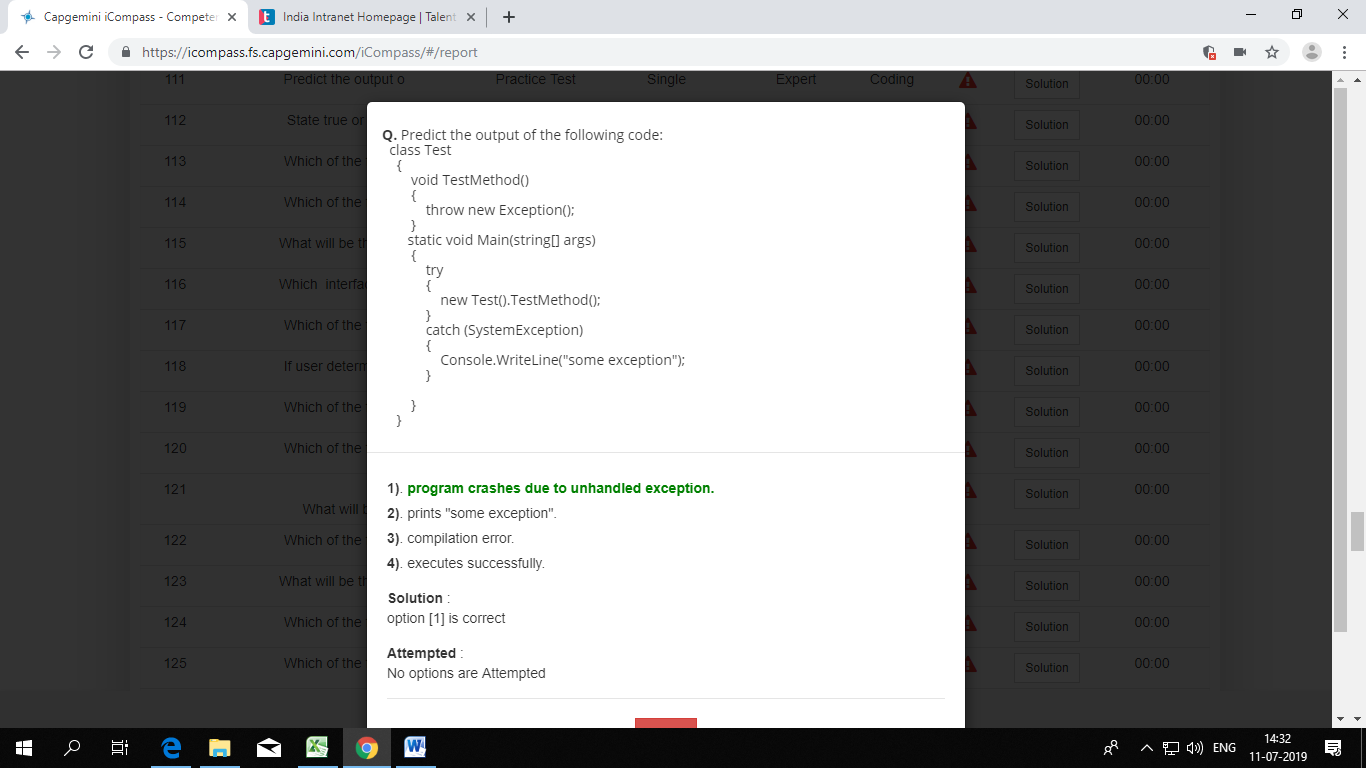 Capgemini iCompass - Competen
India Intranet Homepage | Talent
https://icompass.fs.capgemini.com/iCompass/#/report
111 Predict the output o Practice Test Single Expert Coding Solution 00:00
112 State true or Solution 00:00
113 Which of the Solution 00:00
114 Which of the Solution 00:00
115 What will be th Solution 00:00
116 Which interfa Solution 00:00
117 Which of the Solution 00:00
118 If user determ Solution 00:00
119 Which of the Solution 00:00
120 Which of the Solution 00:00
121 Solution 00:00
What will b
122 Which of the Solution 00:00
123 What will be th Solution 00:00
124 Which of the Solution 00:00
125 Which of the Solution 00:00
Q. Predict the output of the following code:
class Test
{
void TestMethod()
{
throw new Exception();
}
static void Main(string[] args)
{
try
{
new Test().TestMethod();
}
catch (SystemException)
{
Console.WriteLine("some exception");
}
}
}
1). program crashes due to unhandled exception.
2). prints "some exception".
3). compilation error.
4). executes successfully.
Solution :
option [1] is correct
Attempted :
No options are Attempted
ENG
14:32
11-07-2019